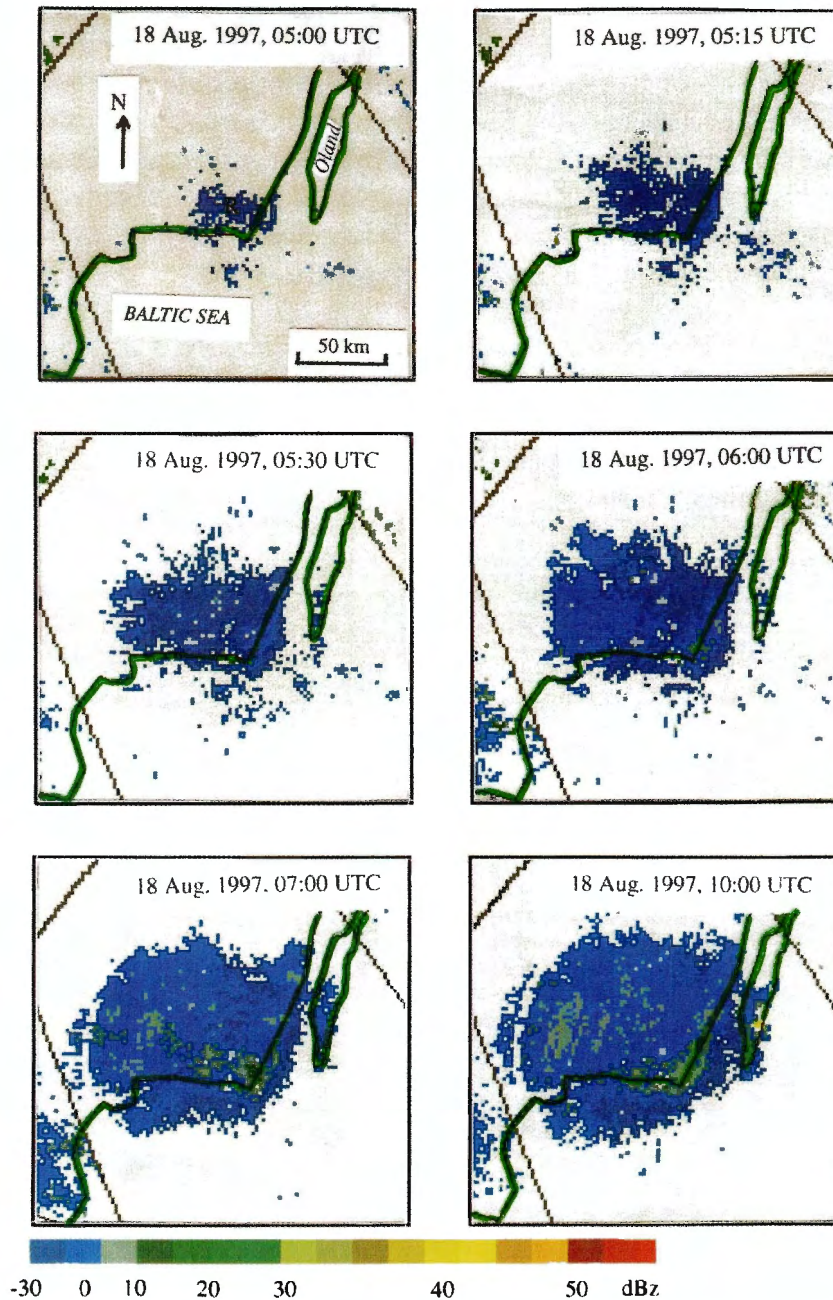 18 Aug. 1997, 05:00 UTC
18 Aug. 1997, 05:15 UTC
N
Oland
R
BALTIC SEA
50 km
18 Aug. 1997, 05:30 UTC
18 Aug. 1997, 06:00 UTC
18 Aug. 1997, 07:00 UTC
18 Aug. 1997, 10:00 UTC
-30 0 10 20 30 40 50 dBz